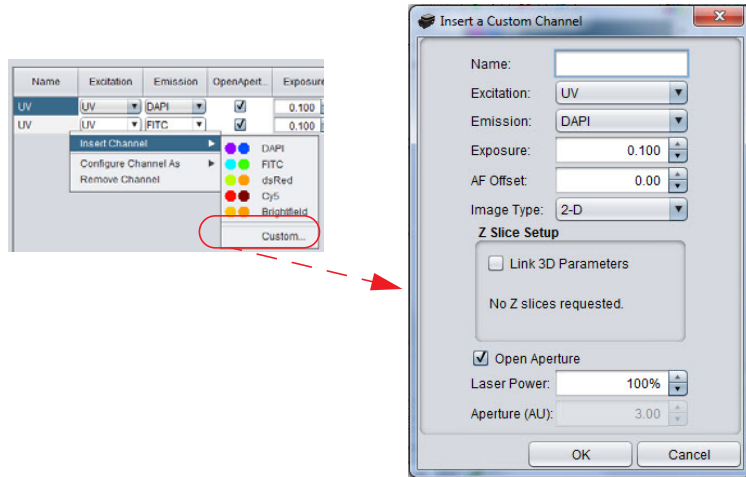 Name Excitation Emission OpenApert... Exposure
UV UV DAPI 0.100
UV UV FITC 0.100
Insert Channel
Configure Channel As
Remove Channel
DAPI
FITC
dsRed
Cy5
Brightfield
Custom...
Insert a Custom Channel
Name:
Excitation: UV
Emission: DAPI
Exposure: 0.100
AF Offset: 0.00
Image Type: 2-D
Z Slice Setup
Link 3D Parameters
No Z slices requested.
Open Aperture
Laser Power: 100%
Aperture (AU): 3.00
OK Cancel